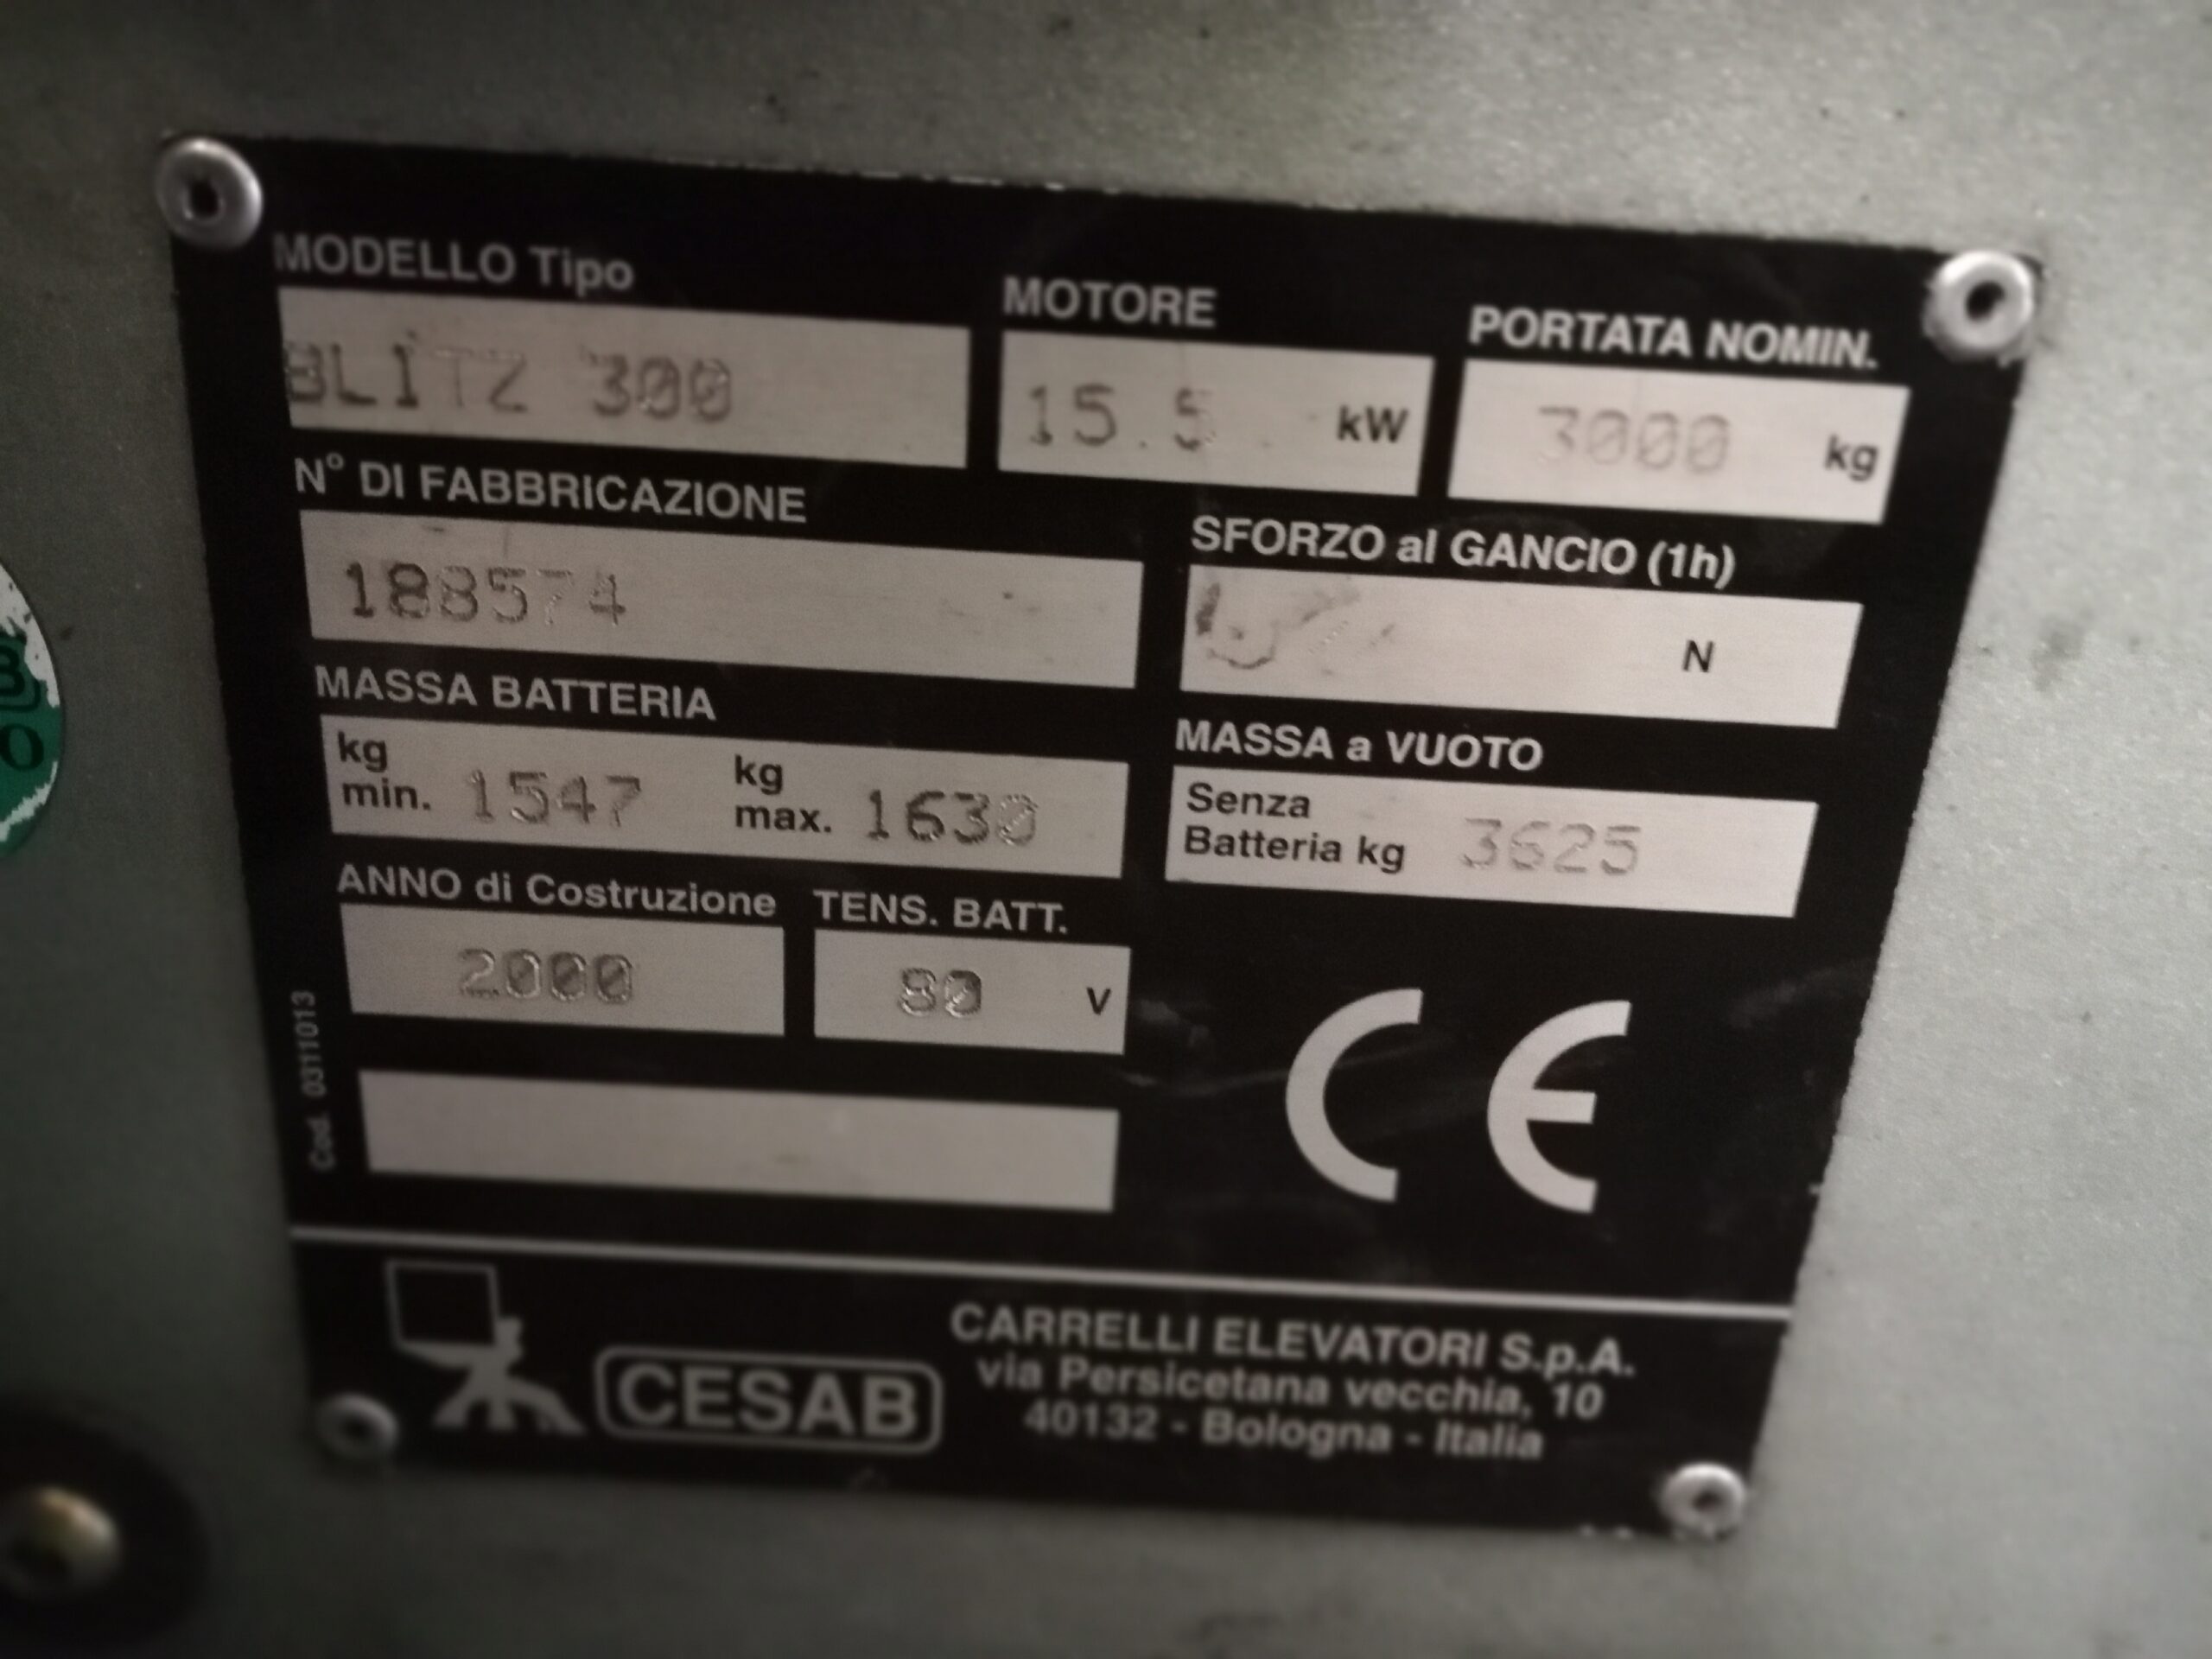 MODELLO Tipo
BLITZ 300
MOTORE
15.5 kW
PORTATA NOMIN.
3000 kg
N° DI FABBRICAZIONE
188574
SFORZO al GANCIO (1h)
N
MASSA BATTERIA
kg min. 1547 kg max. 1630
MASSA a VUOTO
Senza
Batteria kg 3625
ANNO di Costruzione
2000
TENS. BATT.
80 V
Cod. 0311013
CE
CESAB
CARRELLI ELEVATORI S.p.A.
via Persicetana vecchia, 10
40132 - Bologna - Italia